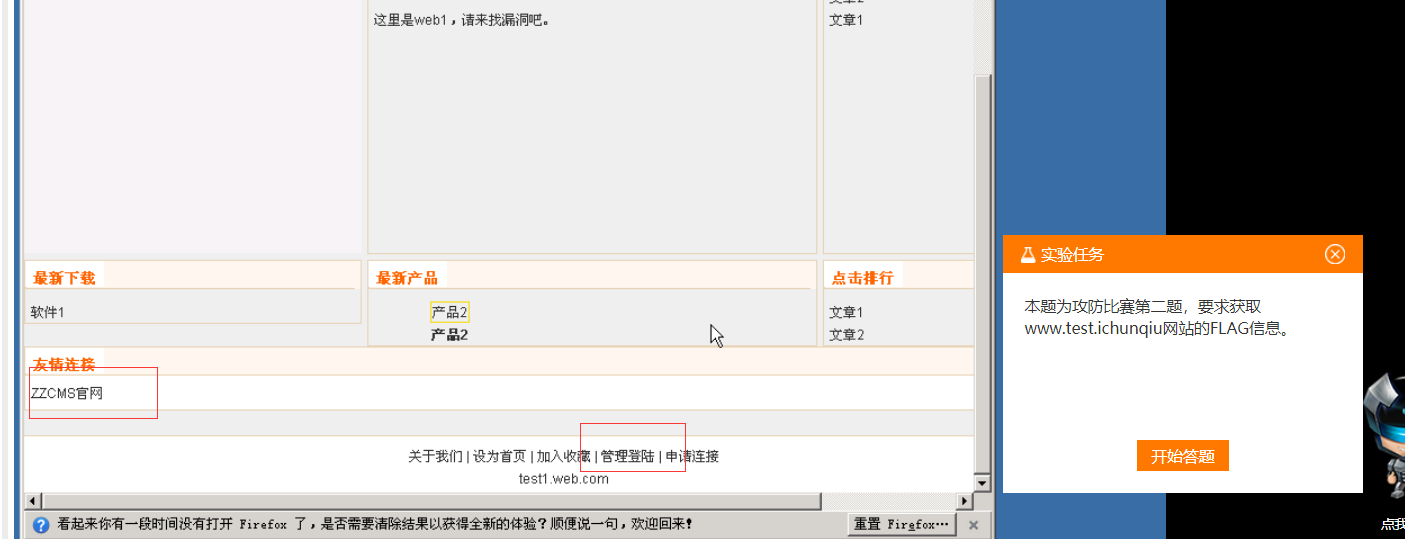 这里是web1，请来找漏洞吧。
文章2
文章1
最新下载
最新产品
点击排行
软件1
产品2
文章1
产品2
文章2
友情连接
ZZCMS官网
关于我们 | 设为首页 | 加入收藏 | 管理登陆 | 申请连接
test1.web.com
看起来你有一段时间没有打开 Firefox 了，是否需要清除结果以获得全新的体验？顺便说一句，欢迎回来！
重置 Firefox…
实验任务
本题为攻防比赛第二题，要求获取
www.test.ichunqiu网站的FLAG信息。
开始答题
点我